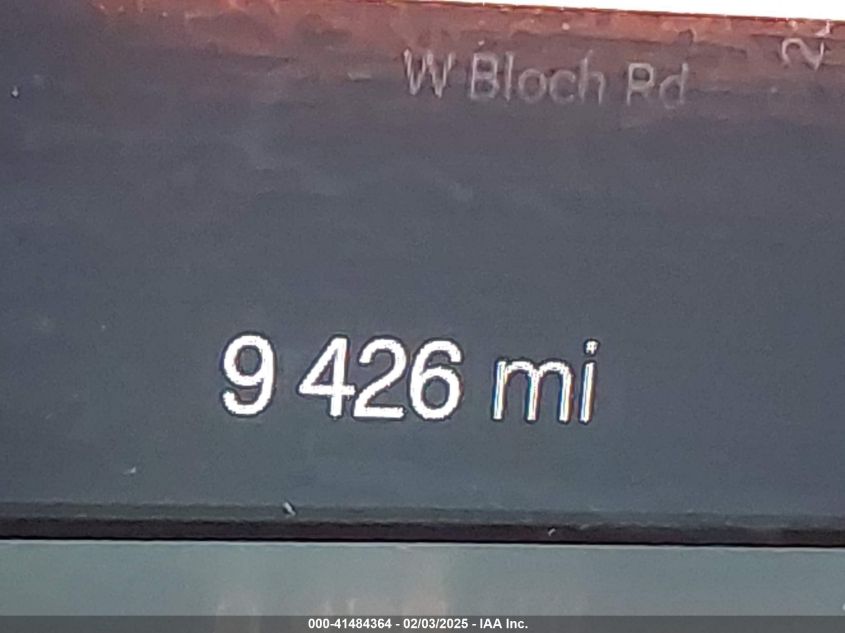 W Bloch Rd
9 426 mi
000-41484364 - 02/03/2025 - IAA Inc.